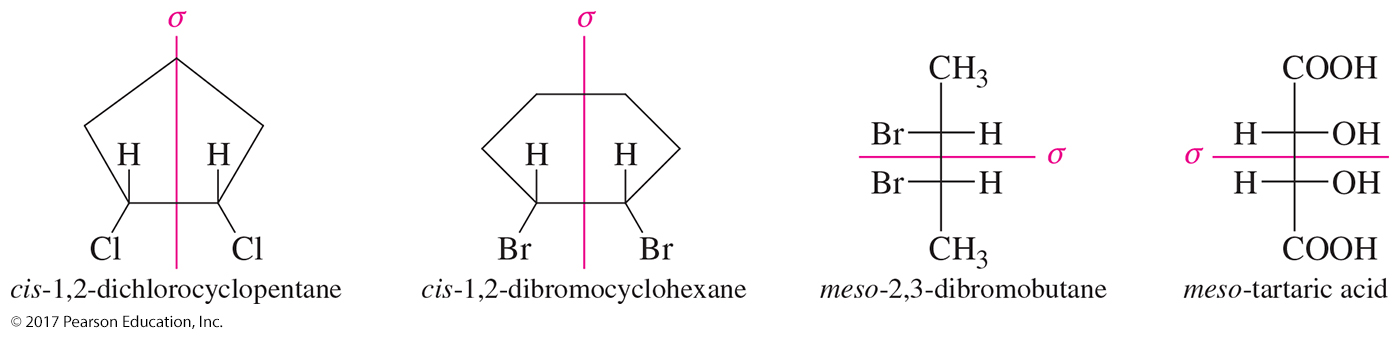 σ
H H
Cl Cl
cis-1,2-dichlorocyclopentane
σ
H H
Br Br
cis-1,2-dibromocyclohexane
CH₃
Br H
σ
Br H
CH₃
meso-2,3-dibromobutane
COOH
H OH
σ
H OH
COOH
meso-tartaric acid
© 2017 Pearson Education, Inc.